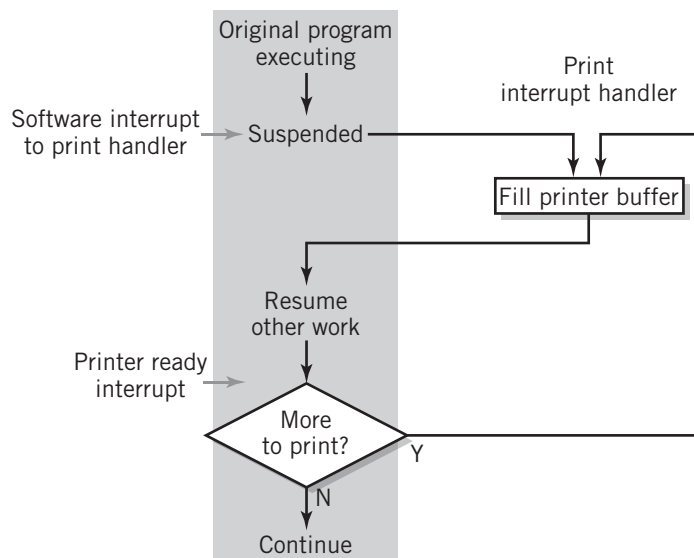 Original program
executing
Print
interrupt handler
Software interrupt
to print handler
Suspended
Fill printer buffer
Resume
other work
Printer ready
interrupt
More
to print?
Y
N
Continue